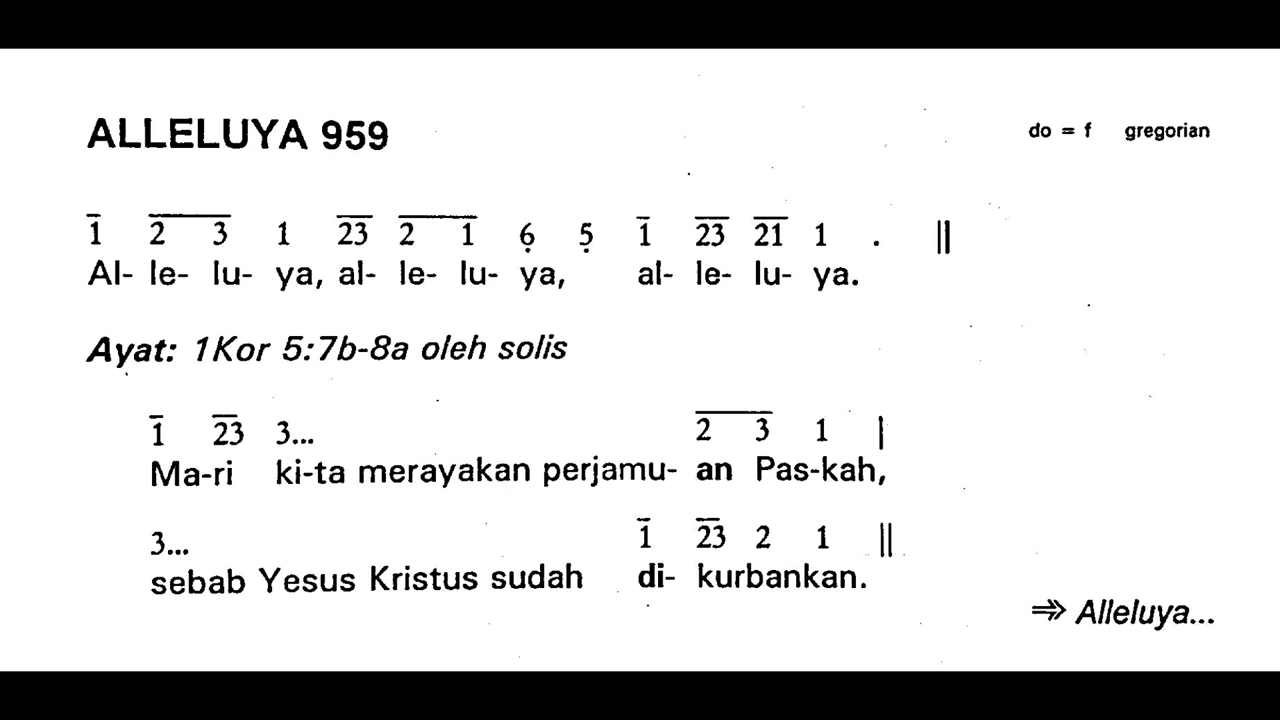 ALLELUYA 959 do = f gregorian
1 2 3 1 23 2 1 6 5 1 23 21 1 . ||
Al- le- lu- ya, al- le- lu- ya, al- le- lu- ya.
Ayat: 1Kor 5:7b-8a oleh solis
1 23 3... 2 3 1 |
Ma-ri ki-ta merayakan perjamu- an Pas-kah,
3... 1 23 2 1 ||
sebab Yesus Kristus sudah di- kurbankan.
⇒ Alleluya...